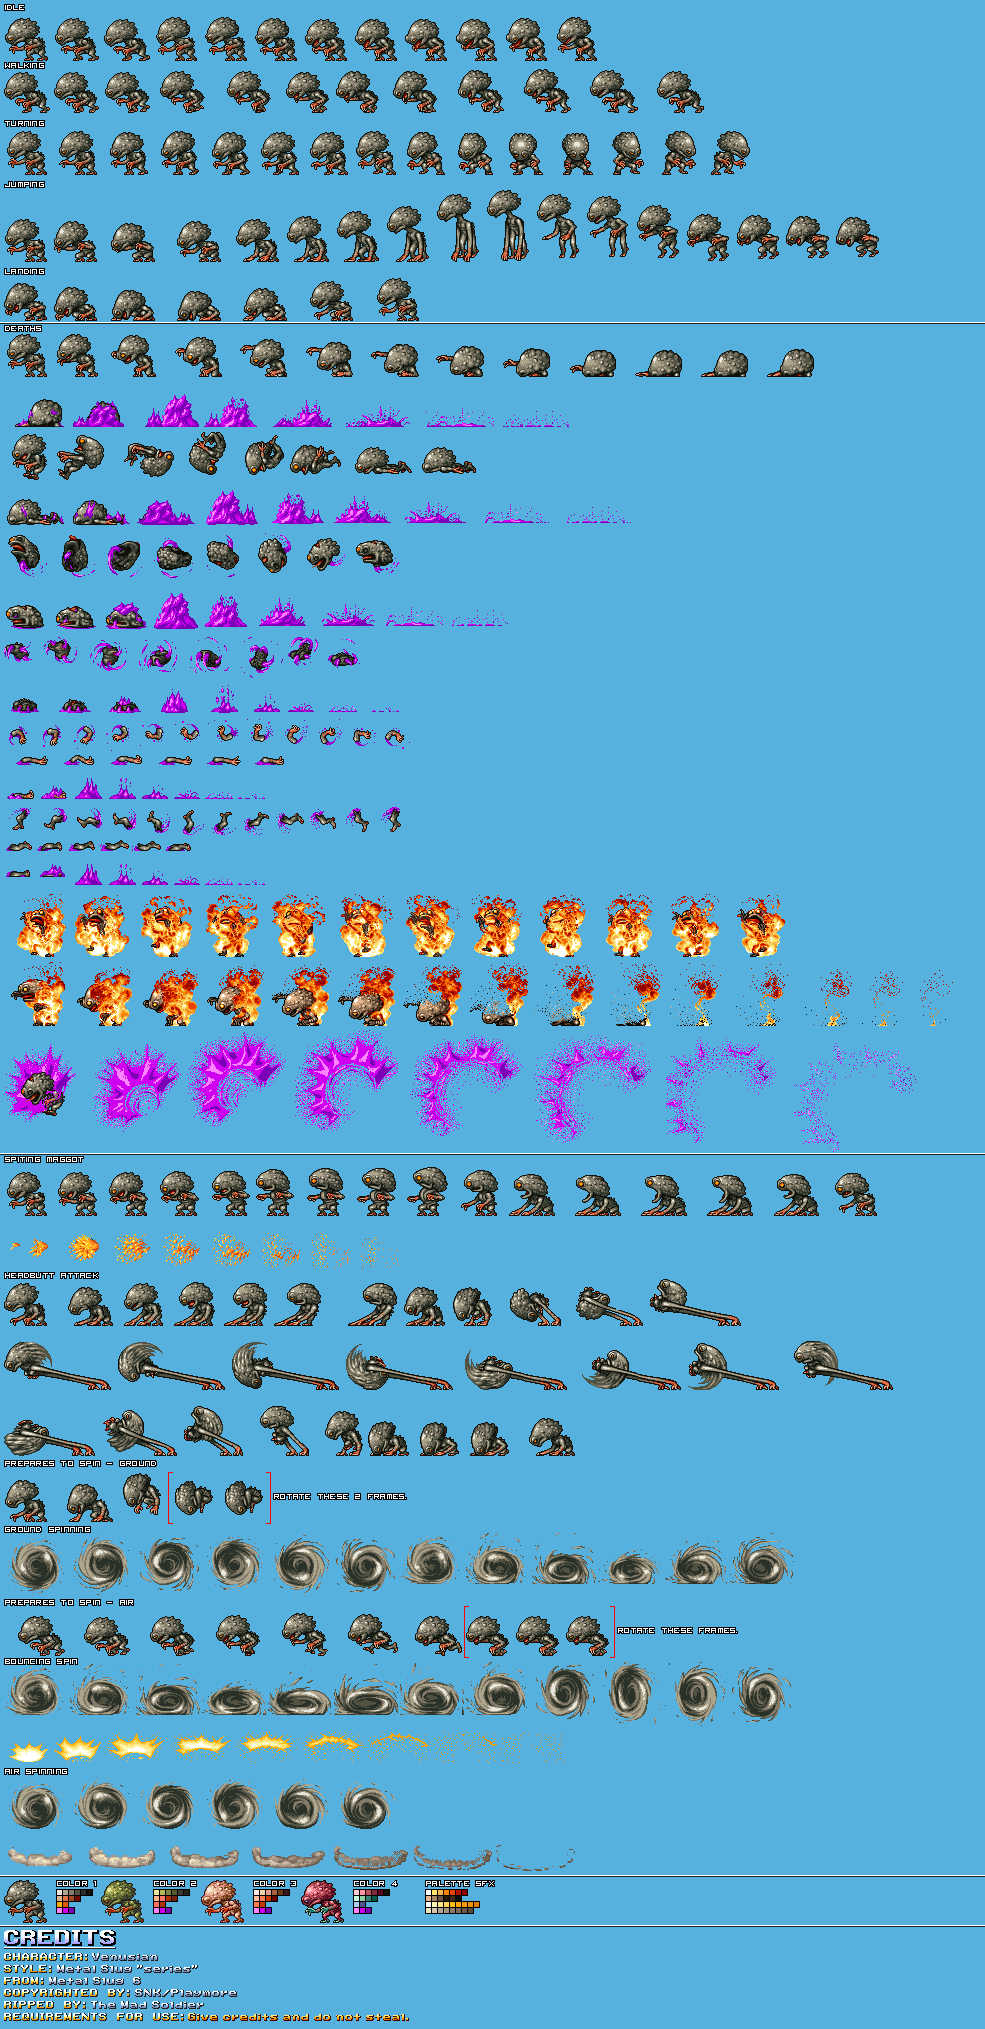 IDLE
WALKING
TURNING
JUMPING
LANDING
DEATHS
SPITING MAGGOT
HEADBUTT ATTACK
PREPARES TO SPIN - GROUND
ROTATE THESE 2 FRAMES.
GROUND SPINNING
PREPARES TO SPIN - AIR
ROTATE THESE FRAMES.
BOUNCING SPIN
AIR SPINNING
COLOR 1
COLOR 2
COLOR 3
COLOR 4
PALETTE SFX
CREDITS
CHARACTER: Venusian
STYLE: Metal Slug "series"
FROM: Metal Slug 6
COPYRIGHTED BY: SNK/Playmore
RIPPED BY: The Mad Soldier
REQUIREMENTS FOR USE: Give credits and do not steal.